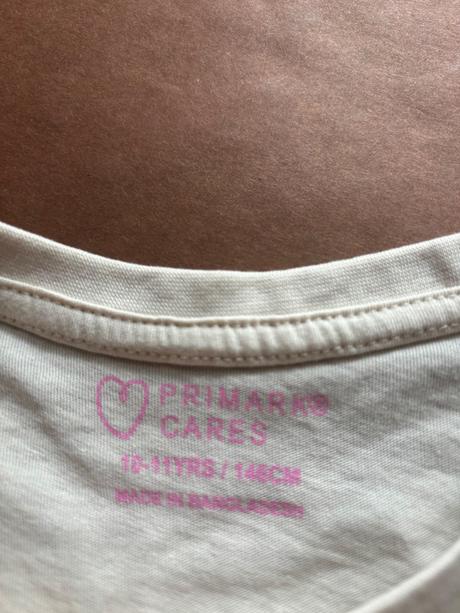 PRIMARK®
CARES
10-11YRS / 146CM
MADE IN BANGLADESH